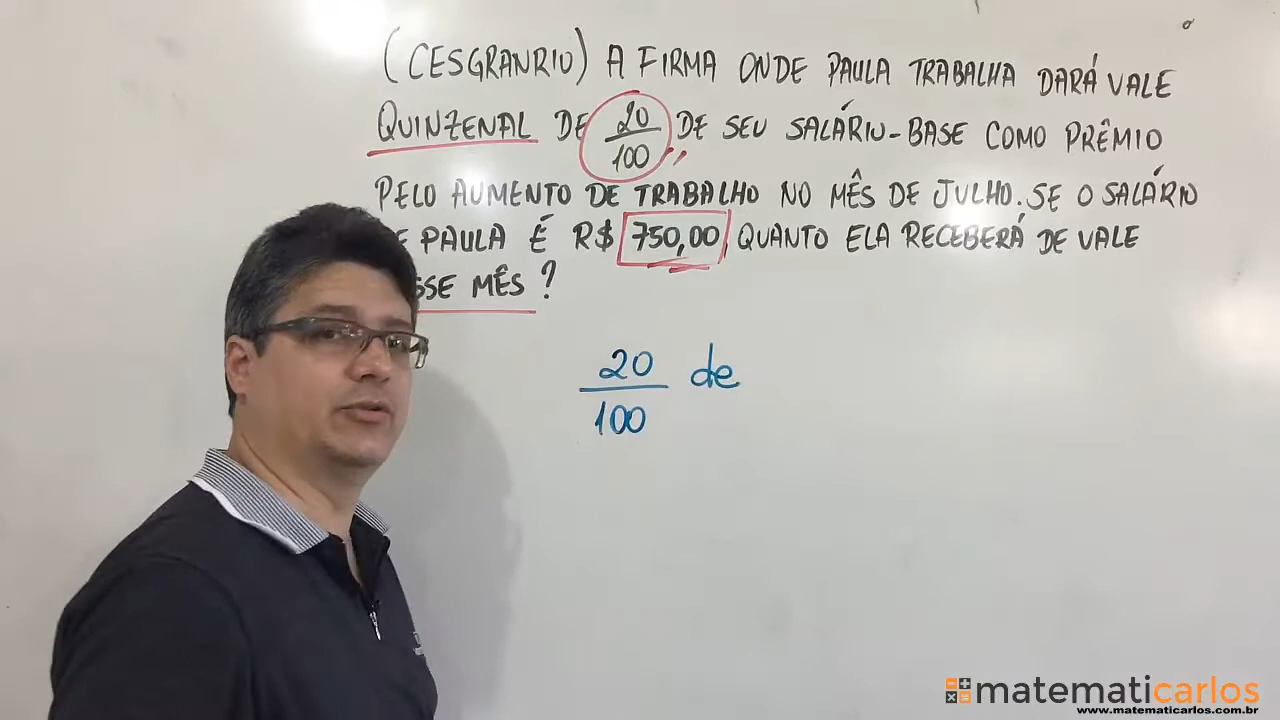 (CESGRANRIO) A FIRMA ONDE PAULA TRABALHA DARÁ VALE
QUINZENAL DE 20/100 DE SEU SALÁRIO-BASE COMO PRÊMIO
PELO AUMENTO DE TRABALHO NO MÊS DE JULHO. SE O SALÁRIO
PAULA É R$ 750,00, QUANTO ELA RECEBERÁ DE VALE
MÊS?
20/100 de
matematicarlos
www.matematicarlos.com.br